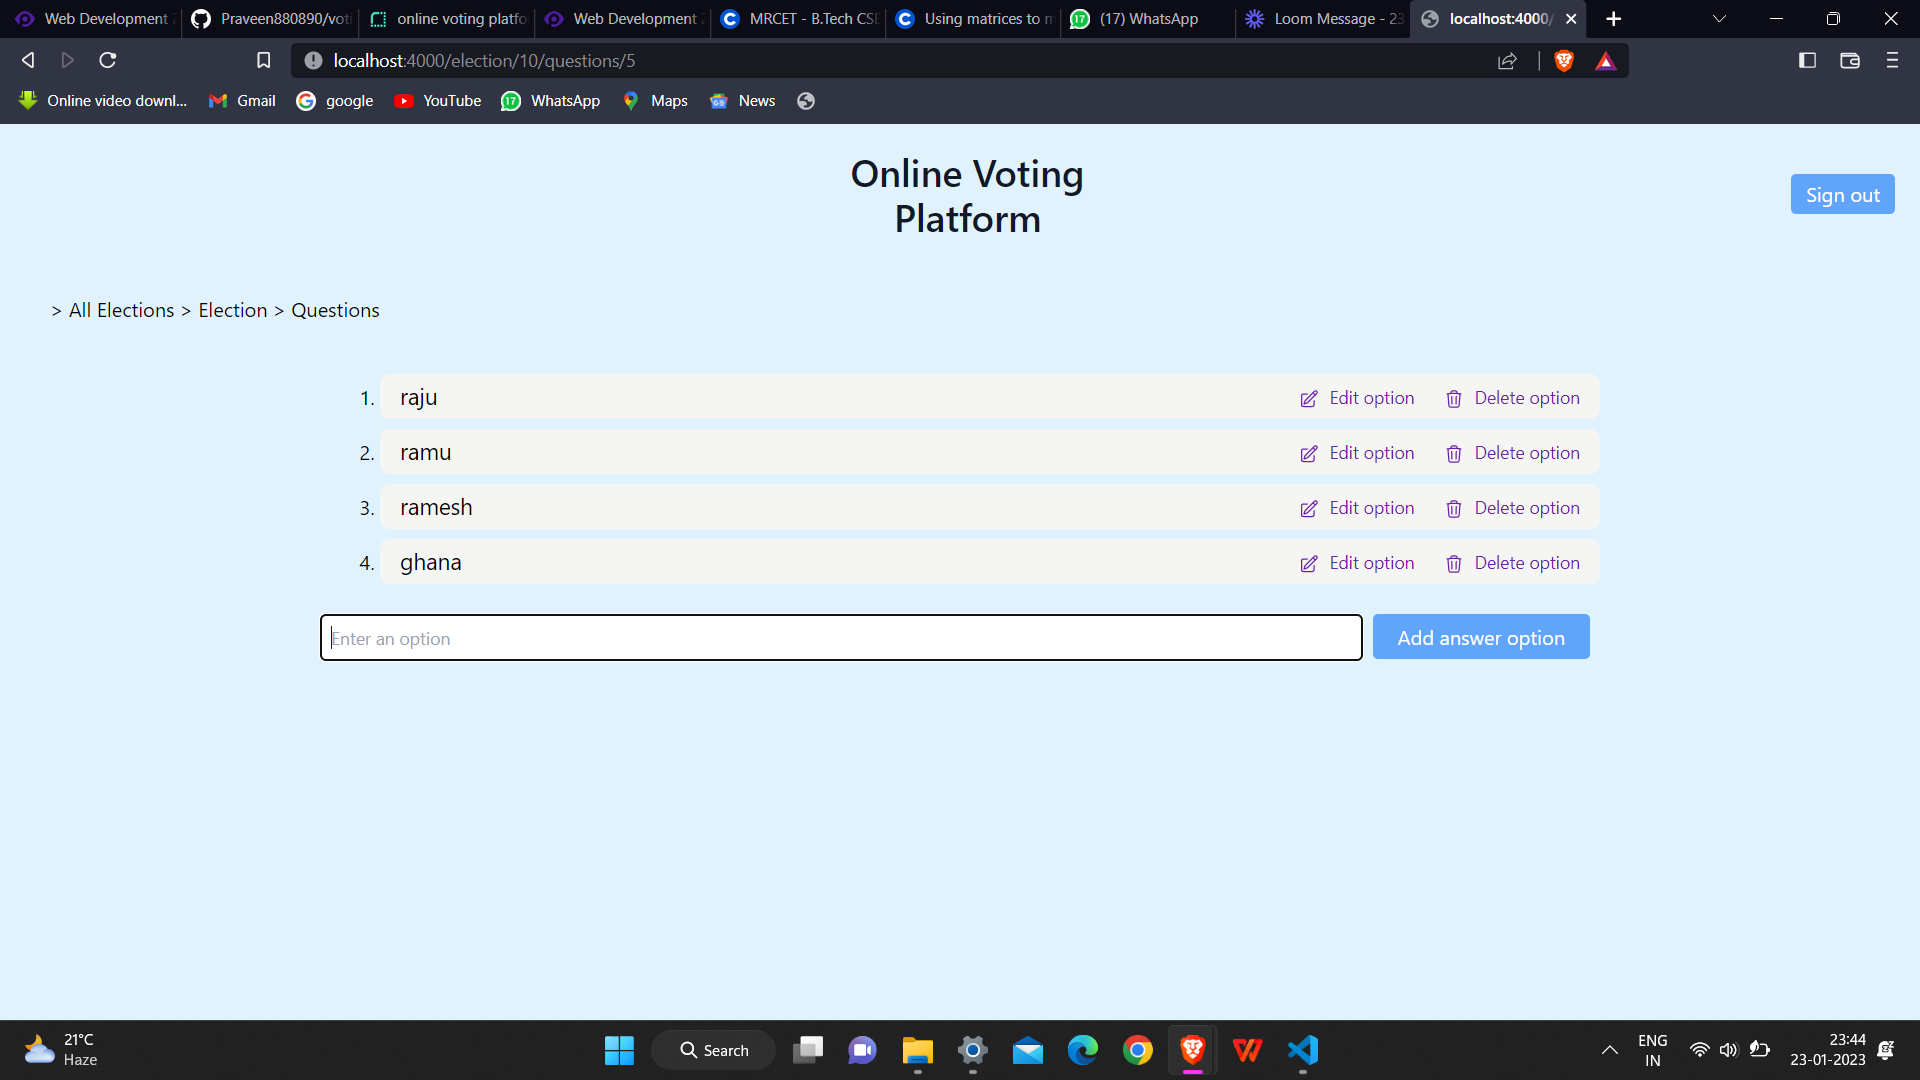 Web Development
Praveen880890/voti
online voting platfo
Web Development
MRCET - B.Tech CSE
Using matrices to m
(17) WhatsApp
Loom Message - 23
localhost:4000/
localhost:4000/election/10/questions/5
Online video downl...
Gmail
google
YouTube
17
WhatsApp
Maps
News
Online Voting
Platform
Sign out
> All Elections > Election > Questions
1. raju Edit option Delete option
2. ramu Edit option Delete option
3. ramesh Edit option Delete option
4. ghana Edit option Delete option
Enter an option
Add answer option
21°C
Haze
Search
ENG
IN
23:44
23-01-2023